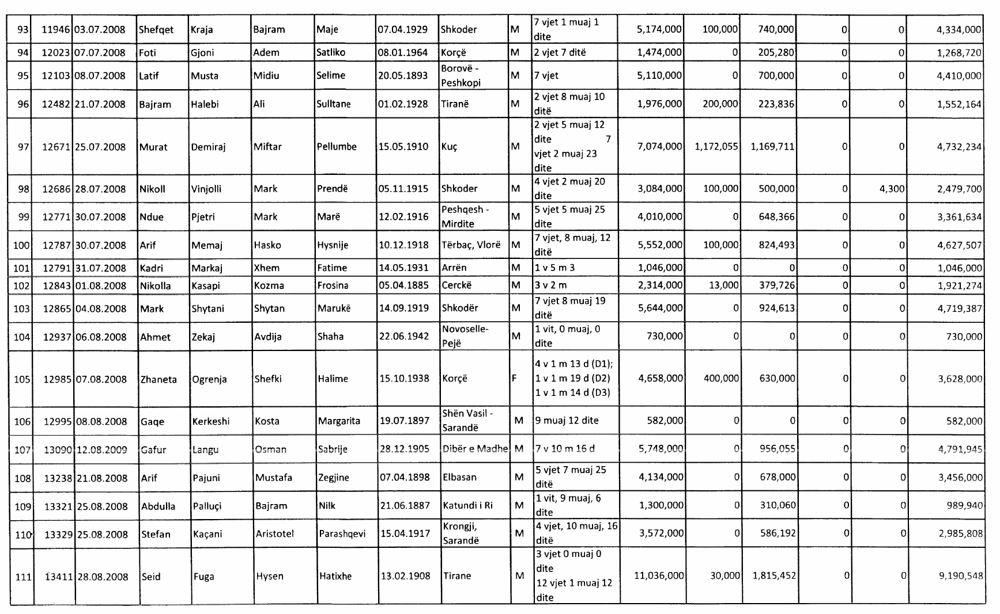 93 11946 03.07.2008 Shefqet Kraja Bajram Maje 07.04.1929 Shkoder M 7 vjet 1 muaj 1 dite 5,174,000 100,000 740,000 0 0 4,334,000
94 12023 07.07.2008 Foti Gjoni Adem Satliko 08.01.1964 Korçë M 2 vjet 7 ditë 1,474,000 0 205,280 0 0 1,268,720
95 12103 08.07.2008 Latif Musta Midiu Selime 20.05.1893 Borovë - Peshkopi M 7 vjet 5,110,000 0 700,000 0 0 4,410,000
96 12482 21.07.2008 Bajram Halebi Ali Sulltane 01.02.1928 Tiranë M 2 vjet 8 muaj 10 ditë 1,976,000 200,000 223,836 0 0 1,552,164
97 12671 25.07.2008 Murat Demiraj Miftar Pellumbe 15.05.1910 Kuç M 2 vjet 5 muaj 12 dite 7 vjet 2 muaj 23 dite 7,074,000 1,172,055 1,169,711 0 0 4,732,234
98 12686 28.07.2008 Nikoll Vinjolli Mark Prendë 05.11.1915 Shkoder M 4 vjet 2 muaj 20 dite 3,084,000 100,000 500,000 0 4,300 2,479,700
99 12771 30.07.2008 Ndue Pjetri Mark Marë 12.02.1916 Peshqesh - Mirdite M 5 vjet 5 muaj 25 dite 4,010,000 0 648,366 0 0 3,361,634
100 12787 30.07.2008 Arif Memaj Hasko Hysnije 10.12.1918 Tërbaç, Vlorë M 7 vjet, 8 muaj, 12 ditë 5,552,000 100,000 824,493 0 0 4,627,507
101 12791 31.07.2008 Kadri Markaj Xhem Fatime 14.05.1931 Arrën M 1 v 5 m 3 1,046,000 0 0 0 0 1,046,000
102 12843 01.08.2008 Nikolla Kasapi Kozma Frosina 05.04.1885 Cerckë M 3 v 2 m 2,314,000 13,000 379,726 0 0 1,921,274
103 12865 04.08.2008 Mark Shytani Shytan Marukë 14.09.1919 Shkodër M 7 vjet 8 muaj 19 ditë 5,644,000 0 924,613 0 0 4,719,387
104 12937 06.08.2008 Ahmet Zekaj Avdija Shaha 22.06.1942 Novoselle- Pejë M 1 vit, 0 muaj, 0 dite 730,000 0 0 0 0 730,000
105 12985 07.08.2008 Zhaneta Ogrenja Shefki Halime 15.10.1938 Korçë F 4 v 1 m 13 d (D1); 1 v 1 m 19 d (D2) 1 v 1 m 14 d (D3) 4,658,000 400,000 630,000 0 0 3,628,000
106 12995 08.08.2008 Gaqe Kerkeshi Kosta Margarita 19.07.1897 Shën Vasil - Sarandë M 9 muaj 12 dite 582,000 0 0 0 0 582,000
107 13090 12.08.2009 Gafur Langu Osman Sabrije 28.12.1905 Dibër e Madhe M 7 v 10 m 16 d 5,748,000 0 956,055 0 0 4,791,945
108 13238 21.08.2008 Arif Pajuni Mustafa Zegjine 07.04.1898 Elbasan M 5 vjet 7 muaj 25 ditë 4,134,000 0 678,000 0 0 3,456,000
109 13321 25.08.2008 Abdulla Palluçi Bajram Nilk 21.06.1887 Katundi i Ri M 1 vit, 9 muaj, 6 dite 1,300,000 0 310,060 0 0 989,940
110 13329 25.08.2008 Stefan Kaçani Aristotel Parashqevi 15.04.1917 Krongji, Sarandë M 4 vjet, 10 muaj, 16 ditë 3,572,000 0 586,192 0 0 2,985,808
111 13411 28.08.2008 Seid Fuga Hysen Hatixhe 13.02.1908 Tirane M 3 vjet 0 muaj 0 dite 12 vjet 1 muaj 12 dite 11,036,000 30,000 1,815,452 0 0 9,190,548